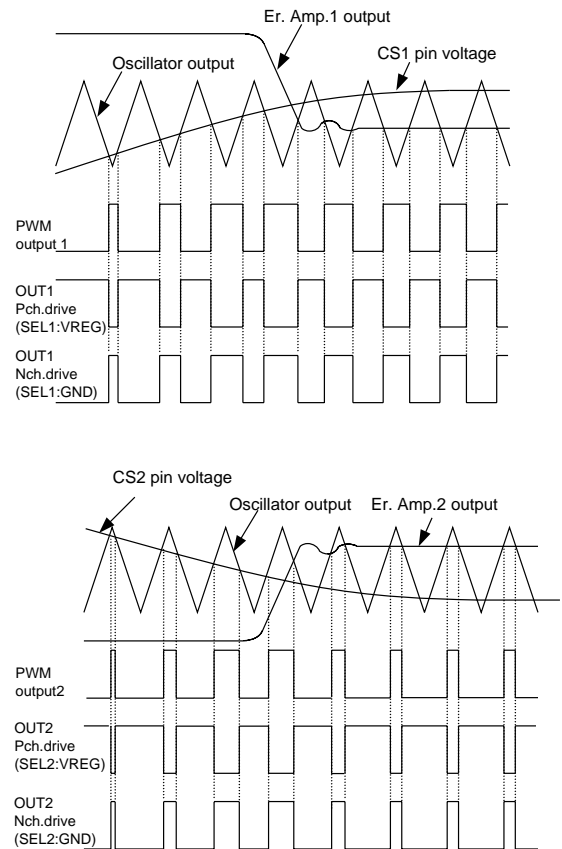 Er. Amp.1 output
CS1 pin voltage
Oscillator output
PWM
output 1
OUT1
Pch.drive
(SEL1:VREG)
OUT1
Nch.drive
(SEL1:GND)
CS2 pin voltage
Oscillator output
Er. Amp.2 output
PWM
output2
OUT2
Pch.drive
(SEL2:VREG)
OUT2
Nch.drive
(SEL2:GND)